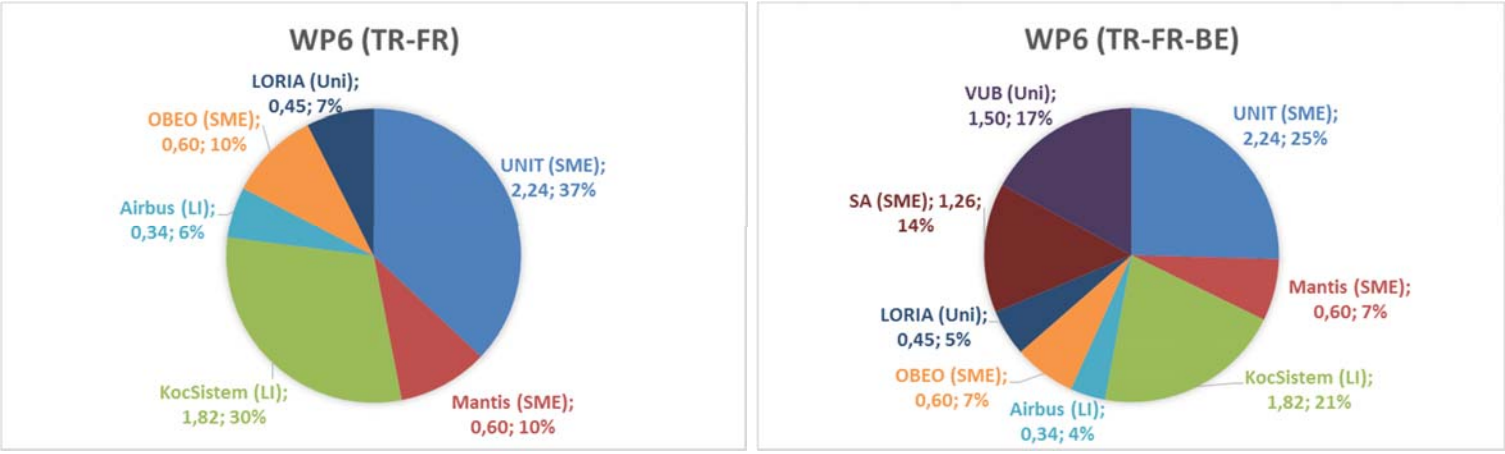 WP6 (TR-FR)
LORIA (Uni);
0,45; 7%
OBEO (SME);
0,60; 10%
UNIT (SME);
2,24; 37%
Airbus (LI);
0,34; 6%
KocSistem (LI);
1,82; 30%
Mantis (SME);
0,60; 10%
WP6 (TR-FR-BE)
VUB (Uni);
1,50; 17%
UNIT (SME);
2,24; 25%
SA (SME); 1,26;
14%
Mantis (SME);
0,60; 7%
LORIA (Uni);
0,45; 5%
OBEO (SME);
0,60; 7%
KocSistem (LI);
1,82; 21%
Airbus (LI);
0,34; 4%